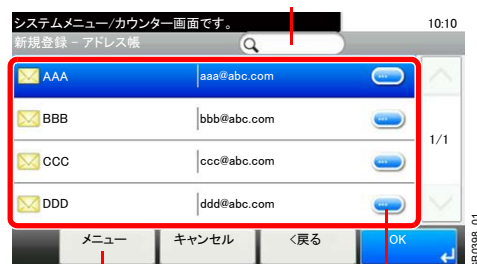 システムメニュー/カウンター画面です。 10:10
新規登録 - アドレス帳
AAA aaa@abc.com
BBB bbb@abc.com
1/1
CCC ccc@abc.com
DDD ddd@abc.com
メニュー キャンセル <戻る OK